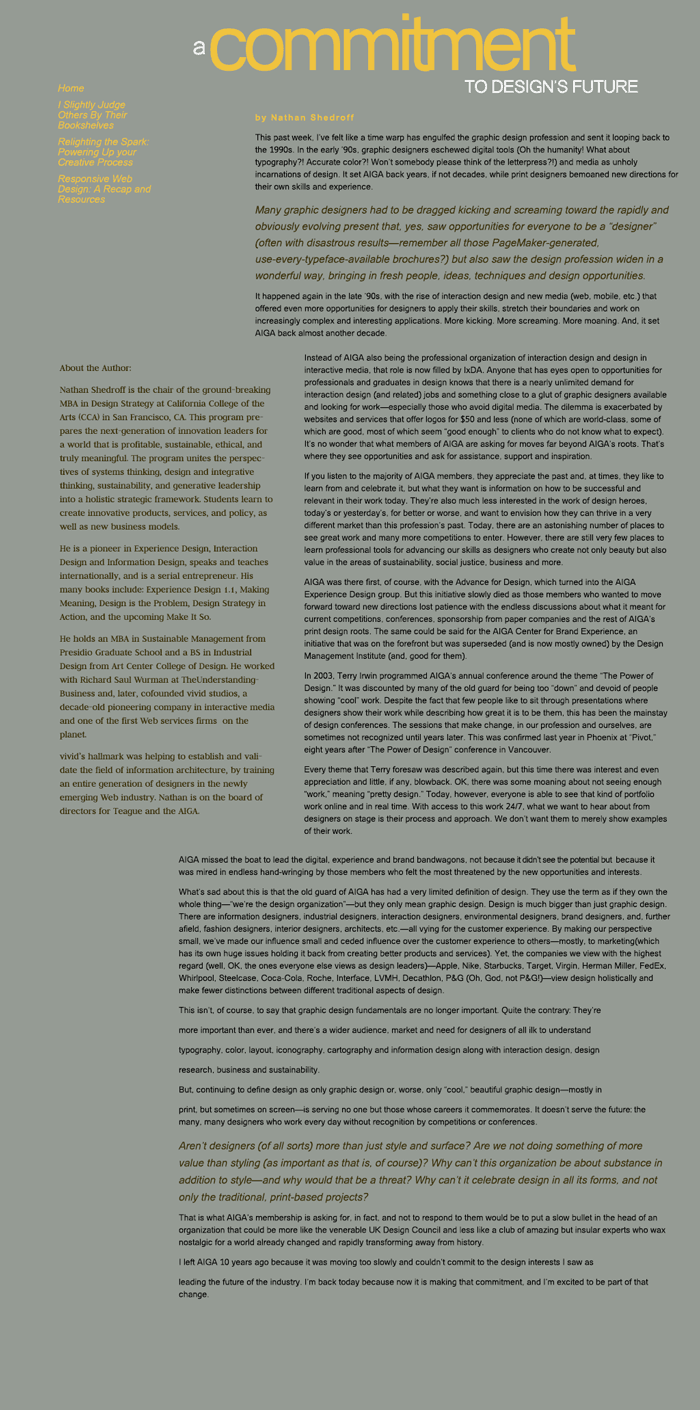 a commitment
TO DESIGN'S FUTURE
Home
I Slightly Judge
Others By Their
Bookshelves
Relighting the Spark:
Powering Up your
Creative Process
Responsive Web
Design: A Recap and
Resources
by Nathan Shedroff
This past week, I've felt like a time warp has engulfed the graphic design profession and sent it looping back to
the 1990s. In the early '90s, graphic designers eschewed digital tools (Oh the humanity! What about
typography?! Accurate color?! Won't somebody please think of the letterpress?!) and media as unholy
incarnations of design. It set AIGA back years, if not decades, while print designers bemoaned new directions for
their own skills and experience.
Many graphic designers had to be dragged kicking and screaming toward the rapidly and
obviously evolving present that, yes, saw opportunities for everyone to be a “designer”
(often with disastrous results—remember all those PageMaker-generated,
use-every-typeface-available brochures?) but also saw the design profession widen in a
wonderful way, bringing in fresh people, ideas, techniques and design opportunities.
It happened again in the late '90s, with the rise of interaction design and new media (web, mobile, etc.) that
offered even more opportunities for designers to apply their skills, stretch their boundaries and work on
increasingly complex and interesting applications. More kicking. More screaming. More moaning. And, it set
AIGA back almost another decade.
About the Author:
Nathan Shedroff is the chair of the ground-breaking
MBA in Design Strategy at California College of the
Arts (CCA) in San Francisco, CA. This program pre-
pares the next-generation of innovation leaders for
a world that is profitable, sustainable, ethical, and
truly meaningful. The program unites the perspec-
tives of systems thinking, design and integrative
thinking, sustainability, and generative leadership
into a holistic strategic framework. Students learn to
create innovative products, services, and policy, as
well as new business models.
He is a pioneer in Experience Design, Interaction
Design and Information Design, speaks and teaches
internationally, and is a serial entrepreneur. His
many books include: Experience Design 1.1, Making
Meaning, Design is the Problem, Design Strategy in
Action, and the upcoming Make It So.
He holds an MBA in Sustainable Management from
Presidio Graduate School and a BS in Industrial
Design from Art Center College of Design. He worked
with Richard Saul Wurman at TheUnderstanding-
Business and, later, cofounded vivid studios, a
decade-old pioneering company in interactive media
and one of the first Web services firms on the
planet.
vivid's hallmark was helping to establish and vali-
date the field of information architecture, by training
an entire generation of designers in the newly
emerging Web industry. Nathan is on the board of
directors for Teague and the AIGA.
Instead of AIGA also being the professional organization of interaction design and design in
interactive media, that role is now filled by IxDA. Anyone that has eyes open to opportunities for
professionals and graduates in design knows that there is a nearly unlimited demand for
interaction design (and related) jobs and something close to a glut of graphic designers available
and looking for work—especially those who avoid digital media. The dilemma is exacerbated by
websites and services that offer logos for $50 and less (none of which are world-class, some of
which are good, most of which seem “good enough” to clients who do not know what to expect).
It's no wonder that what members of AIGA are asking for moves far beyond AIGA's roots. That's
where they see opportunities and ask for assistance, support and inspiration.
If you listen to the majority of AIGA members, they appreciate the past and, at times, they like to
learn from and celebrate it, but what they want is information on how to be successful and
relevant in their work today. They're also much less interested in the work of design heroes,
today's or yesterday's, for better or worse, and want to envision how they can thrive in a very
different market than this profession's past. Today, there are an astonishing number of places to
see great work and many more competitions to enter. However, there are still very few places to
learn professional tools for advancing our skills as designers who create not only beauty but also
value in the areas of sustainability, social justice, business and more.
AIGA was there first, of course, with the Advance for Design, which turned into the AIGA
Experience Design group. But this initiative slowly died as those members who wanted to move
forward toward new directions lost patience with the endless discussions about what it meant for
current competitions, conferences, sponsorship from paper companies and the rest of AIGA's
print design roots. The same could be said for the AIGA Center for Brand Experience, an
initiative that was on the forefront but was superseded (and is now mostly owned) by the Design
Management Institute (and, good for them).
In 2003, Terry Irwin programmed AIGA's annual conference around the theme “The Power of
Design.” It was discounted by many of the old guard for being too “down” and devoid of people
showing “cool” work. Despite the fact that few people like to sit through presentations where
designers show their work while describing how great it is to be them, this has been the mainstay
of design conferences. The sessions that make change, in our profession and ourselves, are
sometimes not recognized until years later. This was confirmed last year in Phoenix at “Pivot,”
eight years after “The Power of Design” conference in Vancouver.
Every theme that Terry foresaw was described again, but this time there was interest and even
appreciation and little, if any, blowback. OK, there was some moaning about not seeing enough
“work,” meaning “pretty design.” Today, however, everyone is able to see that kind of portfolio
work online and in real time. With access to this work 24/7, what we want to hear about from
designers on stage is their process and approach. We don't want them to merely show examples
of their work.
AIGA missed the boat to lead the digital, experience and brand bandwagons, not because it didn't see the potential but because it
was mired in endless hand-wringing by those members who felt the most threatened by the new opportunities and interests.
What's sad about this is that the old guard of AIGA has had a very limited definition of design. They use the term as if they own the
whole thing—“we're the design organization”—but they only mean graphic design. Design is much bigger than just graphic design.
There are information designers, industrial designers, interaction designers, environmental designers, brand designers, and, further
afield, fashion designers, interior designers, architects, etc.—all vying for the customer experience. By making our perspective
small, we've made our influence small and ceded influence over the customer experience to others—mostly, to marketing(which
has its own huge issues holding it back from creating better products and services). Yet, the companies we view with the highest
regard (well, OK, the ones everyone else views as design leaders)—Apple, Nike, Starbucks, Target, Virgin, Herman Miller, FedEx,
Whirlpool, Steelcase, Coca-Cola, Roche, Interface, LVMH, Decathlon, P&G (Oh, God, not P&G!)—view design holistically and
make fewer distinctions between different traditional aspects of design.
This isn't, of course, to say that graphic design fundamentals are no longer important. Quite the contrary: They're
more important than ever, and there's a wider audience, market and need for designers of all ilk to understand
typography, color, layout, iconography, cartography and information design along with interaction design, design
research, business and sustainability.
But, continuing to define design as only graphic design or, worse, only “cool,” beautiful graphic design—mostly in
print, but sometimes on screen—is serving no one but those whose careers it commemorates. It doesn't serve the future: the
many, many designers who work every day without recognition by competitions or conferences.
Aren't designers (of all sorts) more than just style and surface? Are we not doing something of more
value than styling (as important as that is, of course)? Why can't this organization be about substance in
addition to style—and why would that be a threat? Why can't it celebrate design in all its forms, and not
only the traditional, print-based projects?
That is what AIGA's membership is asking for, in fact, and not to respond to them would be to put a slow bullet in the head of an
organization that could be more like the venerable UK Design Council and less like a club of amazing but insular experts who wax
nostalgic for a world already changed and rapidly transforming away from history.
I left AIGA 10 years ago because it was moving too slowly and couldn't commit to the design interests I saw as
leading the future of the industry. I'm back today because now it is making that commitment, and I'm excited to be part of that
change.